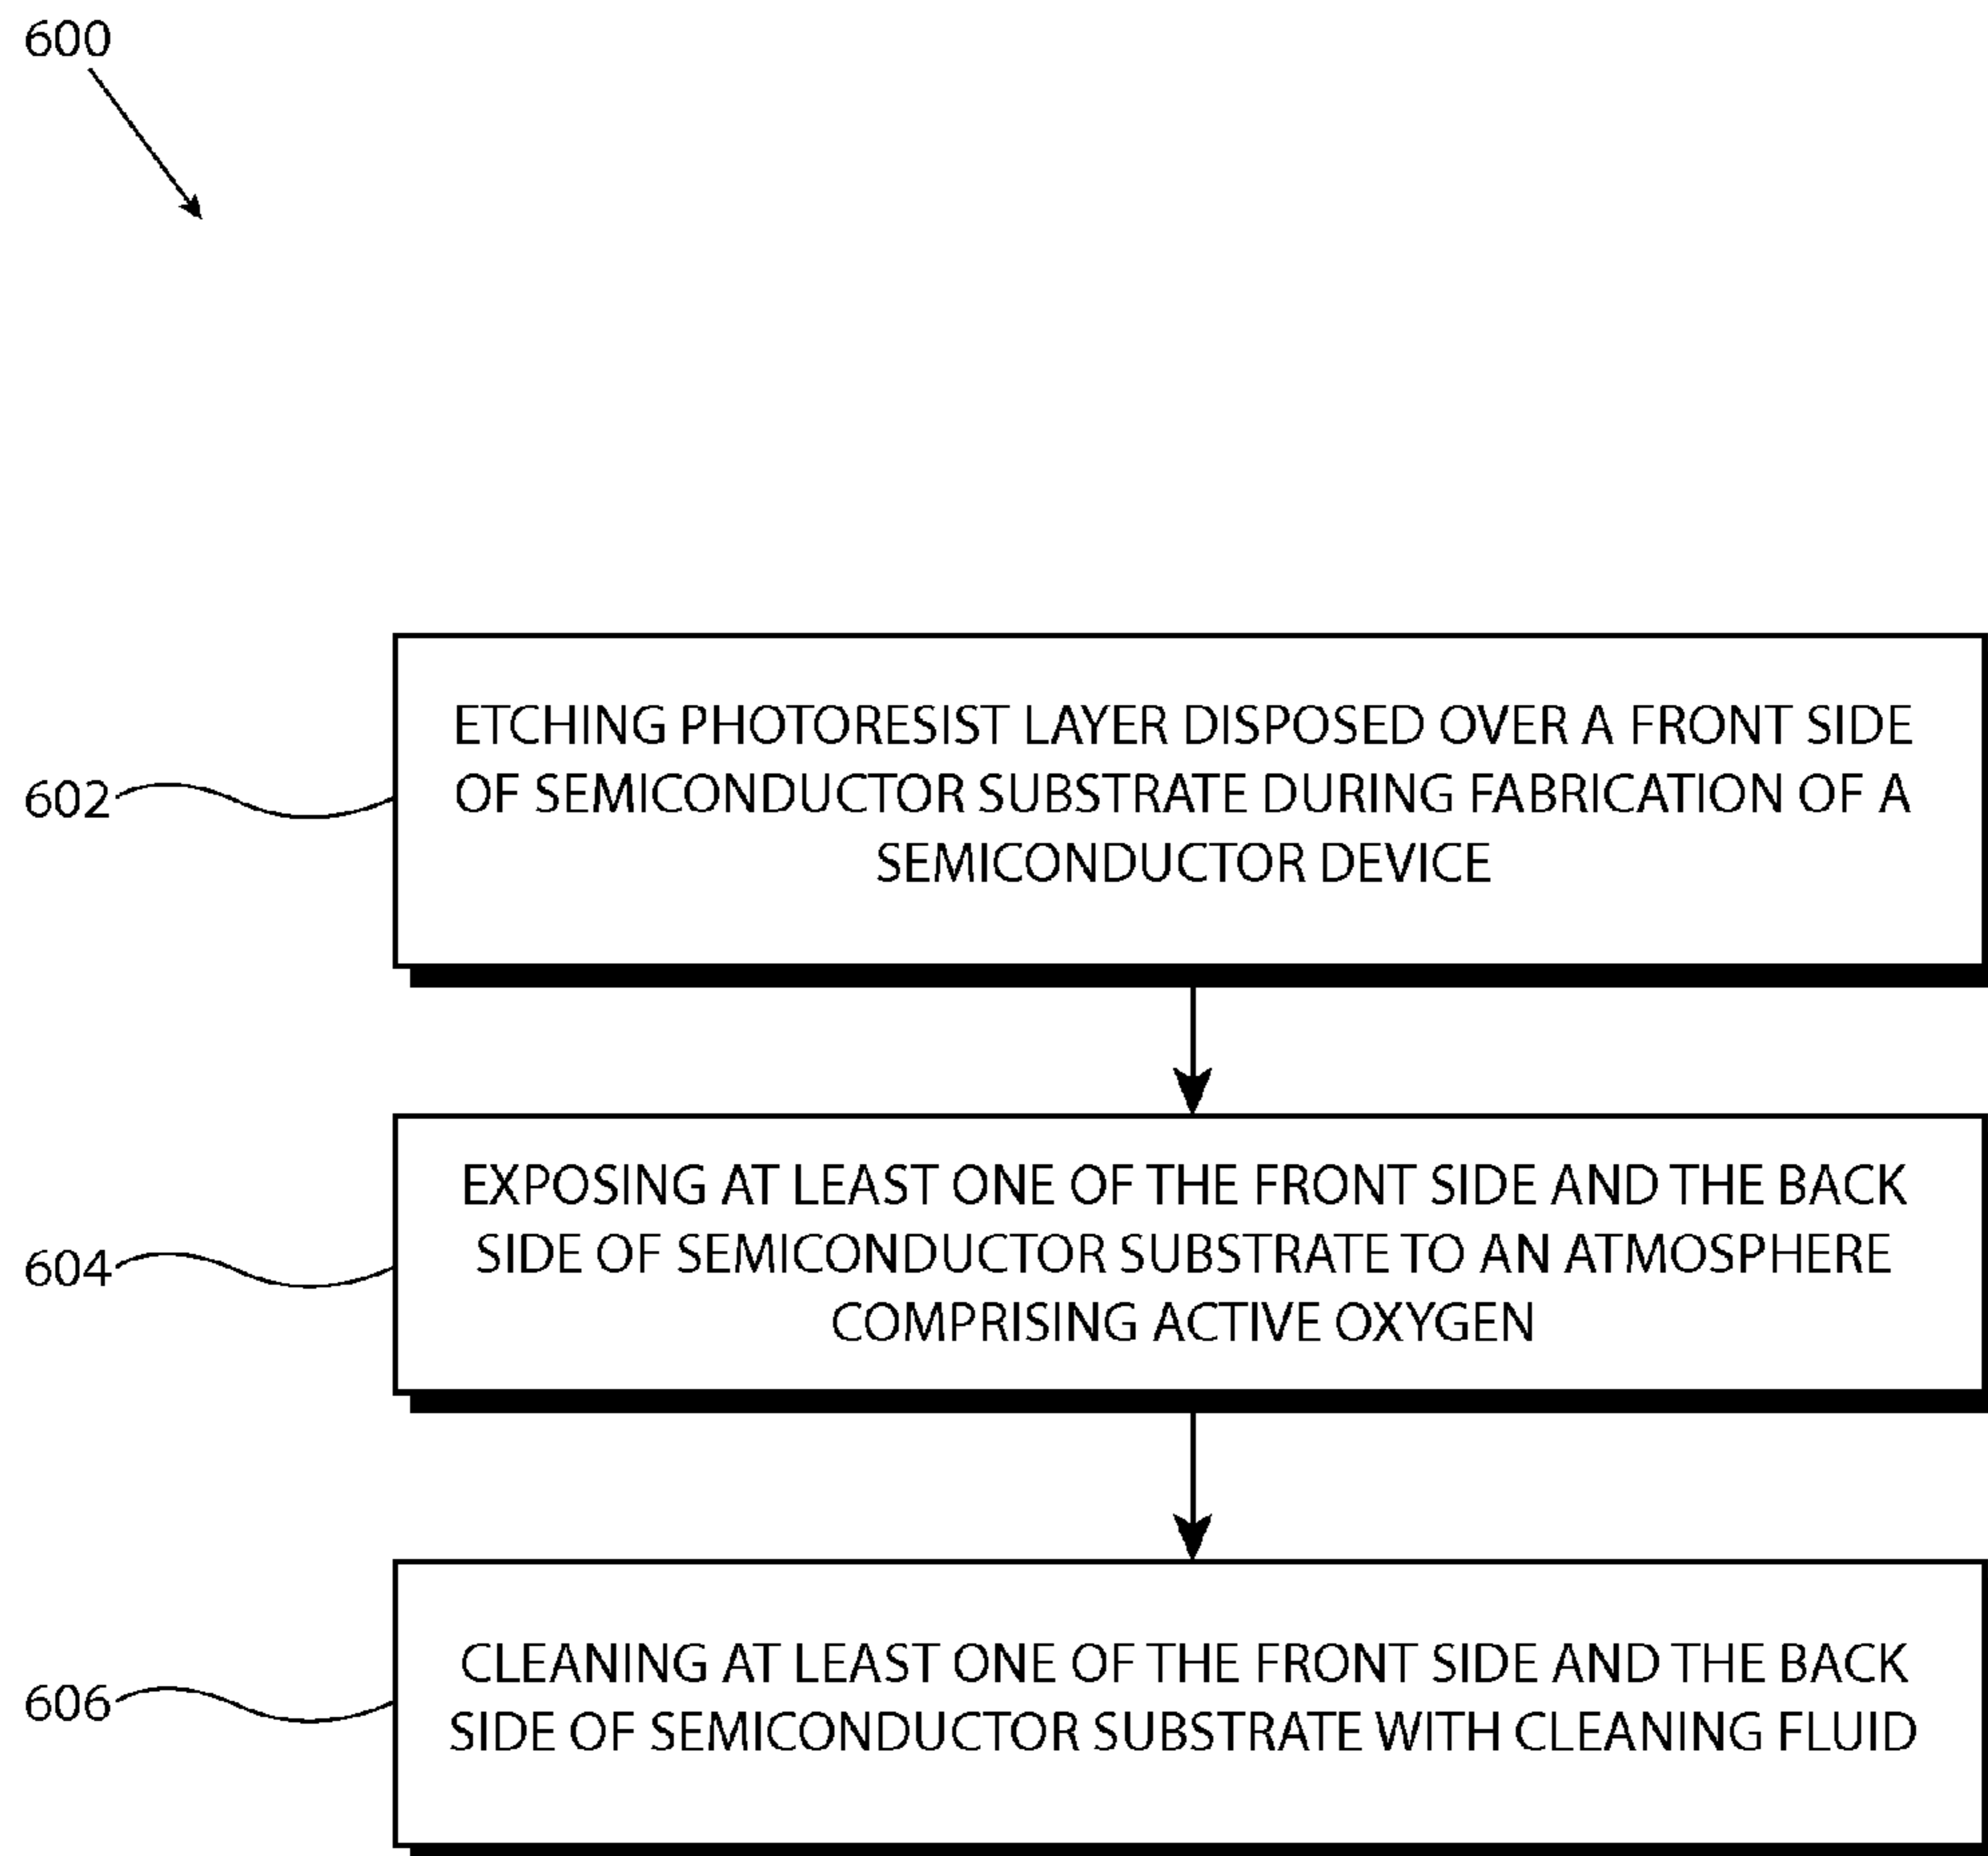 600
602
ETCHING PHOTORESIST LAYER DISPOSED OVER A FRONT SIDE
OF SEMICONDUCTOR SUBSTRATE DURING FABRICATION OF A
SEMICONDUCTOR DEVICE
604
EXPOSING AT LEAST ONE OF THE FRONT SIDE AND THE BACK
SIDE OF SEMICONDUCTOR SUBSTRATE TO AN ATMOSPHERE
COMPRISING ACTIVE OXYGEN
606
CLEANING AT LEAST ONE OF THE FRONT SIDE AND THE BACK
SIDE OF SEMICONDUCTOR SUBSTRATE WITH CLEANING FLUID